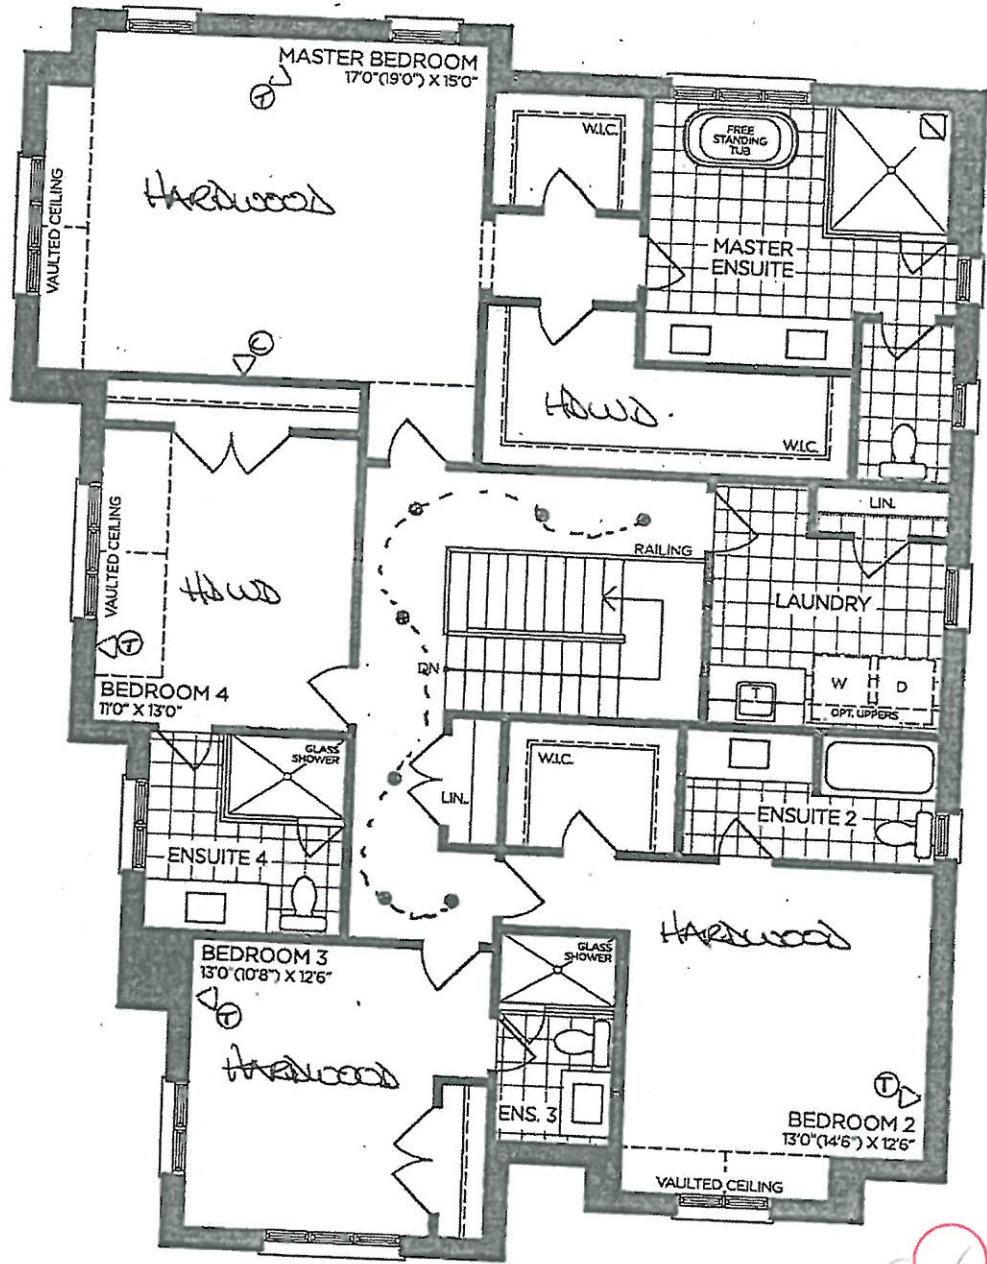 MASTER BEDROOM
17'0"(19'0") X 15'0"
T
HARDWOOD
VAULTED CEILING
C
W.I.C.
FREE
STANDING
TUB
MASTER
ENSUITE
HDWD.
W.I.C.
LIN.
RAILING
LAUNDRY
DN
T
W
D
OPT. UPPERS
VAULTED CEILING
HDWD
T
BEDROOM 4
11'0" X 13'0"
GLASS
SHOWER
ENSUITE 4
LIN.
W.I.C.
ENSUITE 2
BEDROOM 3
13'0"(10'8") X 12'6"
T
HARDWOOD
GLASS
SHOWER
ENS. 3
HARDWOOD
T
BEDROOM 2
13'0"(14'6") X 12'6"
VAULTED CEILING